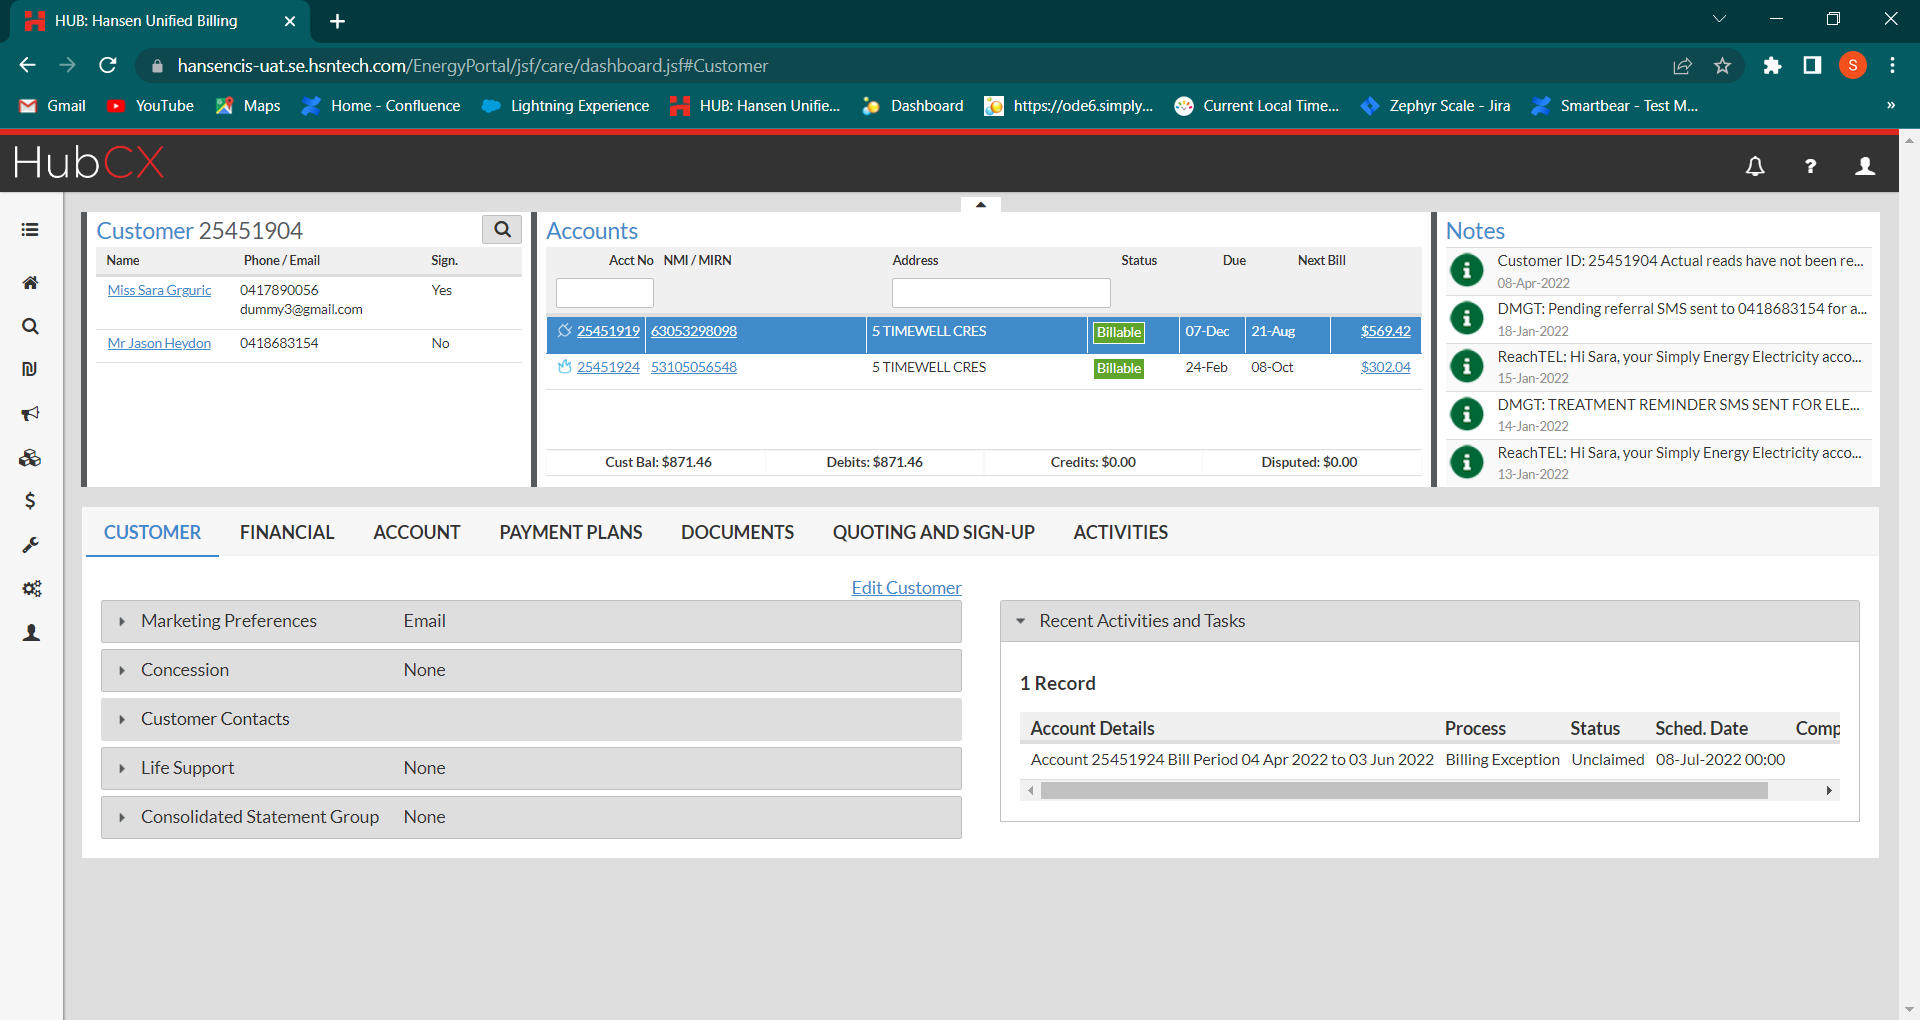 HUB: Hansen Unified Billing
hansencis-uat.se.hsntech.com/EnergyPortal/jsf/care/dashboard.jsf#Customer
S
Gmail YouTube Maps Home - Confluence Lightning Experience HUB: Hansen Unifie... Dashboard https://ode6.simply... Current Local Time... Zephyr Scale - Jira Smartbear - Test M... »
HubCX
?
Customer 25451904
Name Phone / Email Sign.
Miss Sara Grguric 0417890056 Yes
dummy3@gmail.com
Mr Jason Heydon 0418683154 No
Accounts
Acct No NMI / MIRN Address Status Due Next Bill
25451919 63053298098 5 TIMEWELL CRES Billable 07-Dec 21-Aug $569.42
25451924 53105056548 5 TIMEWELL CRES Billable 24-Feb 08-Oct $302.04
Cust Bal: $871.46 Debits: $871.46 Credits: $0.00 Disputed: $0.00
Notes
Customer ID: 25451904 Actual reads have not been re...
08-Apr-2022
DMGT: Pending referral SMS sent to 0418683154 for a...
18-Jan-2022
ReachTEL: Hi Sara, your Simply Energy Electricity acco...
15-Jan-2022
DMGT: TREATMENT REMINDER SMS SENT FOR ELE...
14-Jan-2022
ReachTEL: Hi Sara, your Simply Energy Electricity acco...
13-Jan-2022
CUSTOMER FINANCIAL ACCOUNT PAYMENT PLANS DOCUMENTS QUOTING AND SIGN-UP ACTIVITIES
Edit Customer
Marketing Preferences Email
Concession None
Customer Contacts
Life Support None
Consolidated Statement Group None
Recent Activities and Tasks
1 Record
Account Details Process Status Sched. Date Comp
Account 25451924 Bill Period 04 Apr 2022 to 03 Jun 2022 Billing Exception Unclaimed 08-Jul-2022 00:00